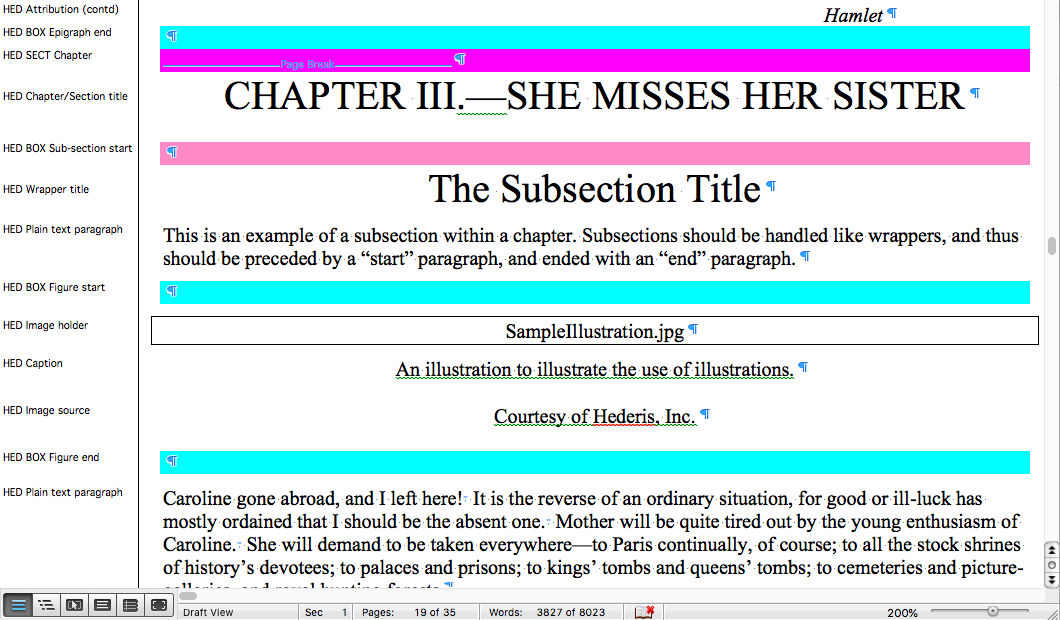 HED Attribution (contd)
Hamlet ¶
HED BOX Epigraph end
¶
HED SECT Chapter
Page Break ¶
HED Chapter/Section title
CHAPTER III.—SHE MISSES HER SISTER ¶
HED BOX Sub-section start
¶
HED Wrapper title
The Subsection Title ¶
HED Plain text paragraph
This is an example of a subsection within a chapter. Subsections should be handled like wrappers, and thus
should be preceded by a “start” paragraph, and ended with an “end” paragraph. ¶
HED BOX Figure start
¶
HED Image holder
SampleIllustration.jpg ¶
HED Caption
An illustration to illustrate the use of illustrations. ¶
HED Image source
Courtesy of Hederis, Inc. ¶
HED BOX Figure end
¶
HED Plain text paragraph
Caroline gone abroad, and I left here! It is the reverse of an ordinary situation, for good or ill-luck has
mostly ordained that I should be the absent one. Mother will be quite tired out by the young enthusiasm of
Caroline. She will demand to be taken everywhere—to Paris continually, of course; to all the stock shrines
of history’s devotees; to palaces and prisons; to kings’ tombs and queens’ tombs; to cemeteries and picture-
galleries, and royal hunting forests. ¶
Draft View
Sec 1
Pages: 19 of 35
Words: 3827 of 8023
200%